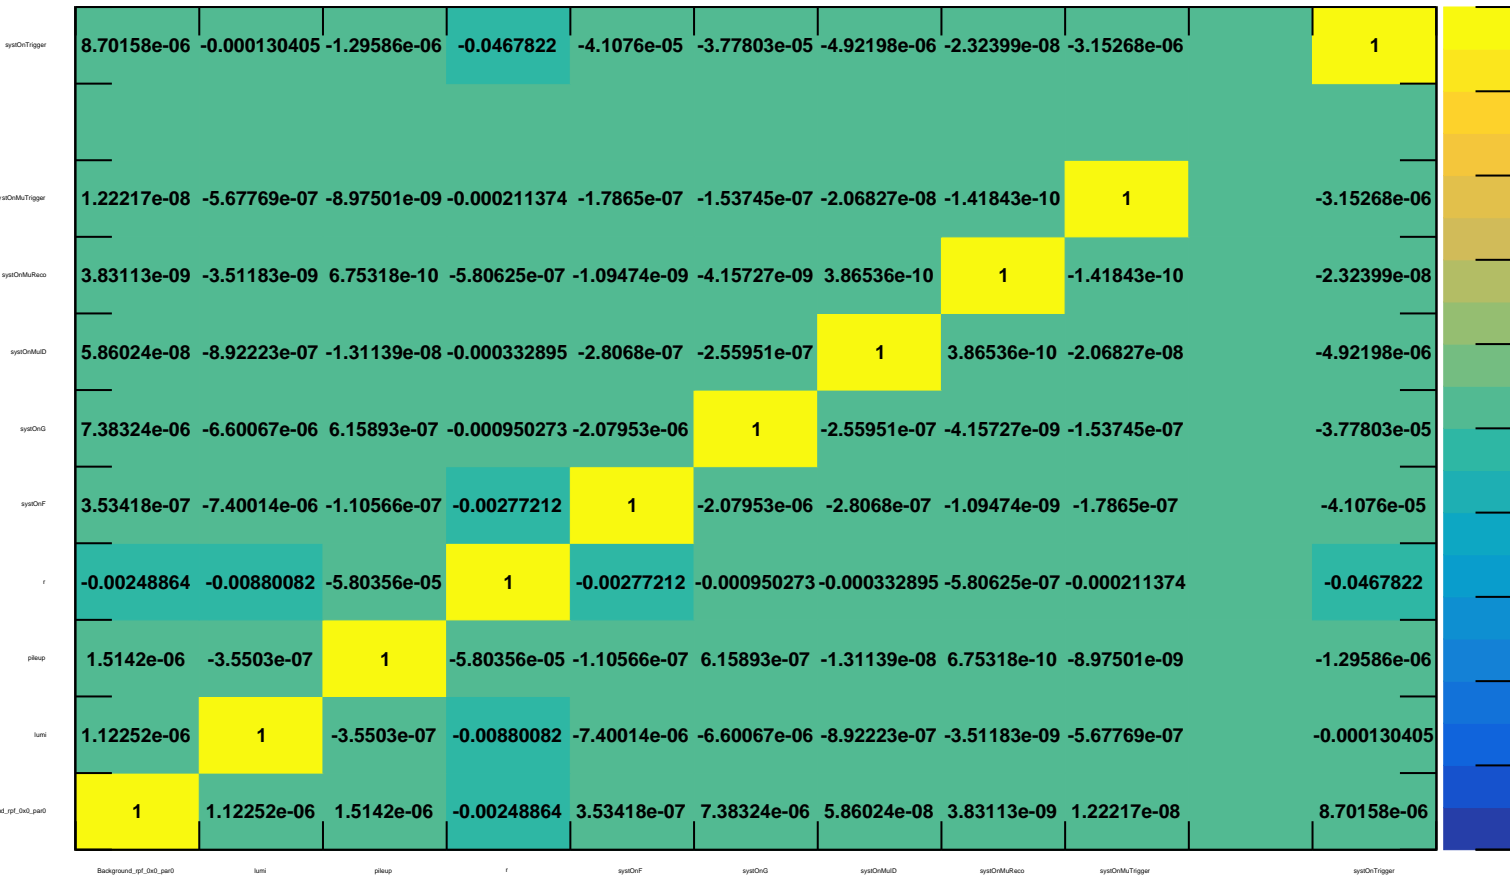 systOnTrigger 8.70158e-06 -0.000130405 -1.29586e-06 -0.0467822 -4.1076e-05 -3.77803e-05 -4.92198e-06 -2.32399e-08 -3.15268e-06 1
stOnMuTrigger 1.22217e-08 -5.67769e-07 -8.97501e-09 -0.000211374 -1.7865e-07 -1.53745e-07 -2.06827e-08 -1.41843e-10 1 -3.15268e-06
systOnMuReco 3.83113e-09 -3.51183e-09 6.75318e-10 -5.80625e-07 -1.09474e-09 -4.15727e-09 3.86536e-10 1 -1.41843e-10 -2.32399e-08
systOnMuID 5.86024e-08 -8.92223e-07 -1.31139e-08 -0.000332895 -2.8068e-07 -2.55951e-07 1 3.86536e-10 -2.06827e-08 -4.92198e-06
systOnG 7.38324e-06 -6.60067e-06 6.15893e-07 -0.000950273 -2.07953e-06 1 -2.55951e-07 -4.15727e-09 -1.53745e-07 -3.77803e-05
systOnF 3.53418e-07 -7.40014e-06 -1.10566e-07 -0.00277212 1 -2.07953e-06 -2.8068e-07 -1.09474e-09 -1.7865e-07 -4.1076e-05
r -0.00248864 -0.00880082 -5.80356e-05 1 -0.00277212 -0.000950273 -0.000332895 -5.80625e-07 -0.000211374 -0.0467822
pileup 1.5142e-06 -3.5503e-07 1 -5.80356e-05 -1.10566e-07 6.15893e-07 -1.31139e-08 6.75318e-10 -8.97501e-09 -1.29586e-06
lumi 1.12252e-06 1 -3.5503e-07 -0.00880082 -7.40014e-06 -6.60067e-06 -8.92223e-07 -3.51183e-09 -5.67769e-07 -0.000130405
d_rpf_0x0_par0 1 1.12252e-06 1.5142e-06 -0.00248864 3.53418e-07 7.38324e-06 5.86024e-08 3.83113e-09 1.22217e-08 8.70158e-06
Background_rpf_0x0_par0 lumi pileup r systOnF systOnG systOnMuID systOnMuReco systOnMuTrigger systOnTrigger